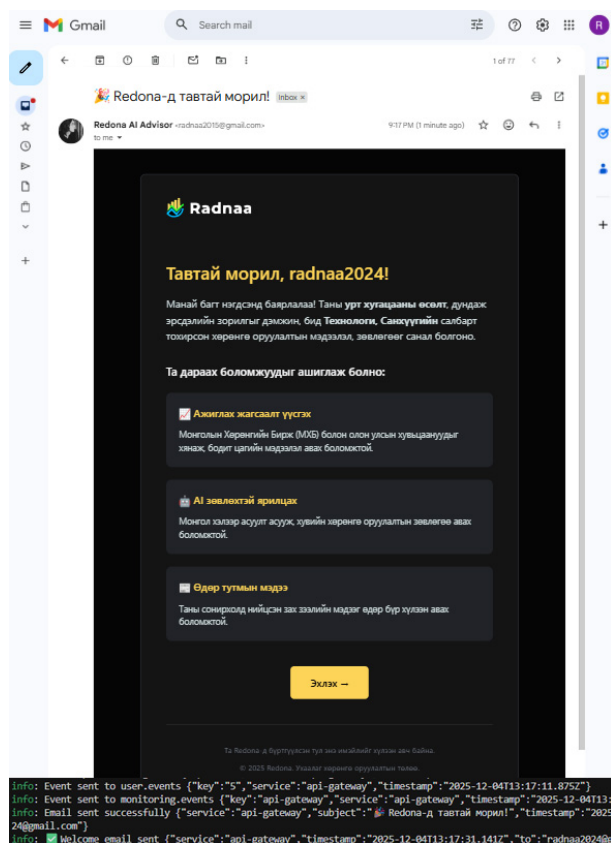 Gmail
Search mail
R
1 of 77
🎉 Redona-д тавтай морил! Inbox ×
Redona AI Advisor <radnaa2015@gmail.com>
9:17 PM (1 minute ago)
to me
Radnaa
Тавтай морил, radnaa2024!
Манай багт нэгдсэнд баярлалаа! Таны урт хугацааны өсөлт, дундаж
эрсдэлийн зорилгыг дэмжин, бид Технологи, Санхүүгийн салбарт
тохирсон хөрөнгө оруулалтын мэдээлэл, зөвлөгөөг санал болгоно.
Та дараах боломжуудыг ашиглаж болно:
📈 Ажиглах жагсаалт үүсгэх
Монголын Хөрөнгийн Бирж (МХБ) болон олон улсын хувьцаануудыг
хянаж, бодит цагийн мэдээлэл авах боломжтой.
🤖 AI зөвлөхтэй ярилцах
Монгол хэлээр асуулт асууж, хувийн хөрөнгө оруулалтын зөвлөгөө авах
боломжтой.
📰 Өдөр тутмын мэдээ
Таны сонирхолд нийцсэн зах зээлийн мэдээг өдөр бүр хүлээн авах
боломжтой.
Эхлэх →
Та Redona-д бүртгүүлсэн тул энэ имэйлийг хүлээн авч байна.
© 2025 Redona. Ухаалаг хөрөнгө оруулалтын төлөө.
info: Event sent to user.events {"key":"5","service":"api-gateway","timestamp":"2025-12-04T13:17:11.875Z"}
info: Event sent to monitoring.events {"key":"api-gateway","service":"api-gateway","timestamp":"2025-12-04T13:
info: Email sent successfully {"service":"api-gateway","subject":"🎉 Redona-д тавтай морил!","timestamp":"2025
24@gmail.com"}
info: ✅ Welcome email sent {"service":"api-gateway","timestamp":"2025-12-04T13:17:31.141Z","to":"radnaa2024@g